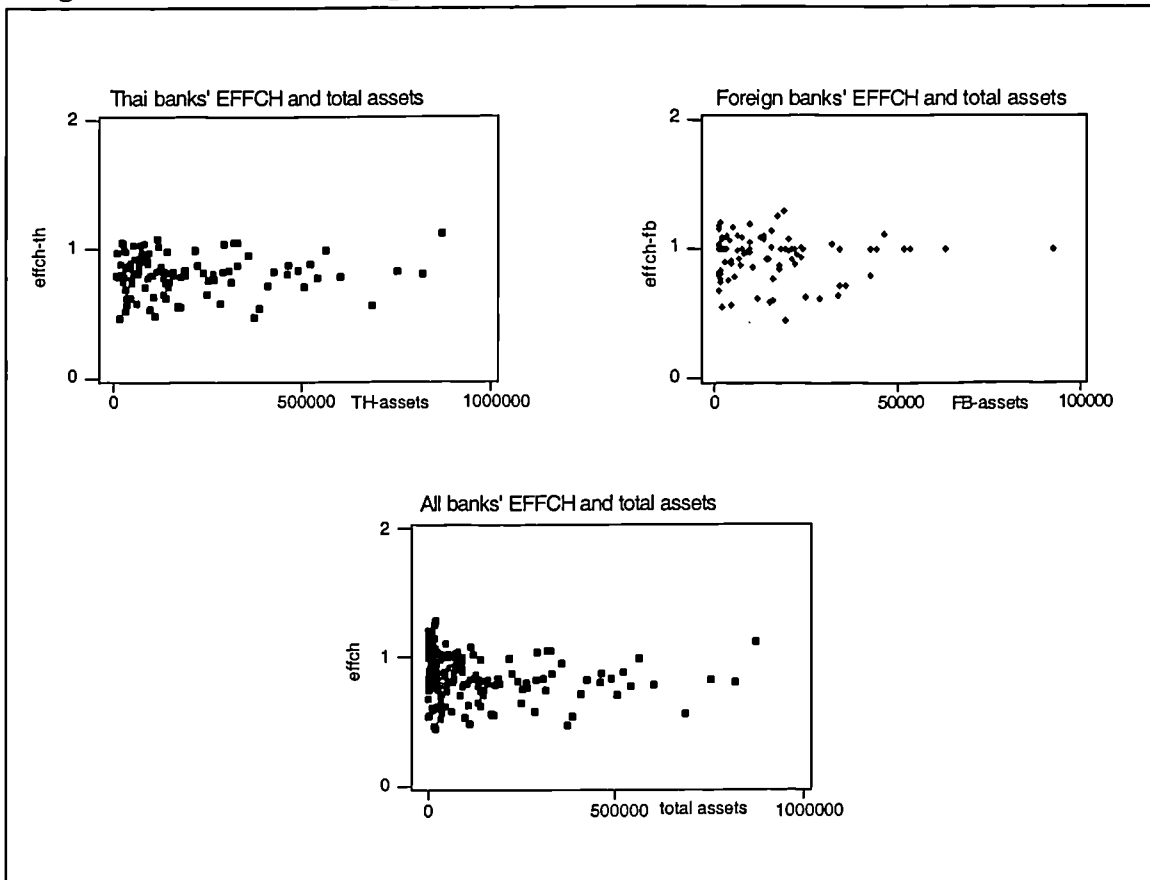 Thai banks' EFFCH and total assets
2
1
0
effch-th
0 500000 TH-assets 1000000
Foreign banks' EFFCH and total assets
2
1
0
effch-fb
0 50000 FB-assets 100000
All banks' EFFCH and total assets
2
1
0
effch
0 500000 total assets 1000000